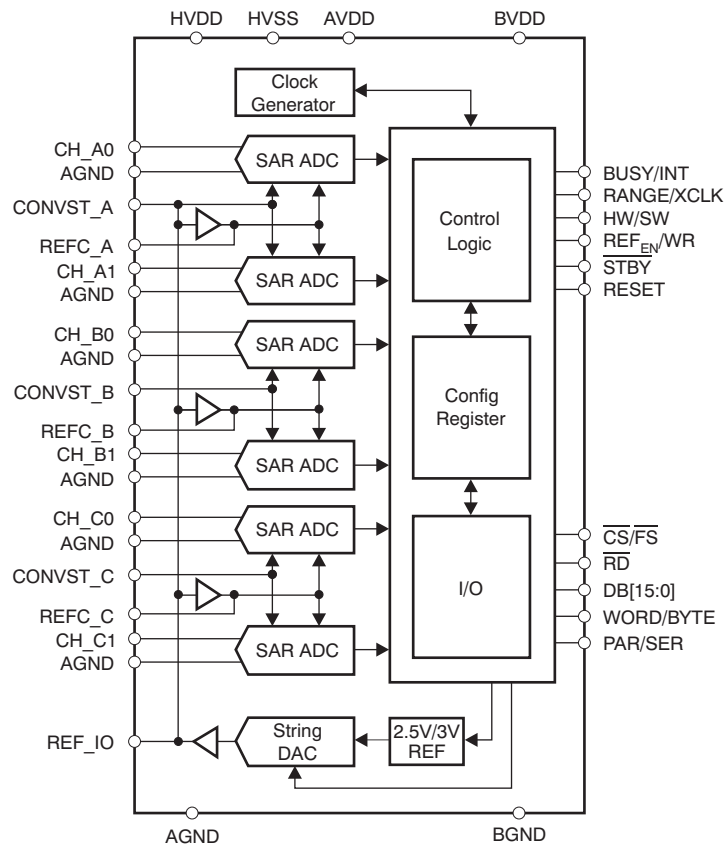 HVDD HVSS AVDD BVDD
Clock
Generator
CH_A0
AGND
CONVST_A
REFC_A
CH_A1
AGND
CH_B0
AGND
CONVST_B
REFC_B
CH_B1
AGND
CH_C0
AGND
CONVST_C
REFC_C
CH_C1
AGND
REF_IO
SAR ADC
SAR ADC
SAR ADC
SAR ADC
SAR ADC
SAR ADC
String
DAC
2.5V/3V
REF
Control
Logic
Config
Register
I/O
BUSY/INT
RANGE/XCLK
HW/SW
REFEN/WR
STBY
RESET
CS/FS
RD
DB[15:0]
WORD/BYTE
PAR/SER
AGND BGND